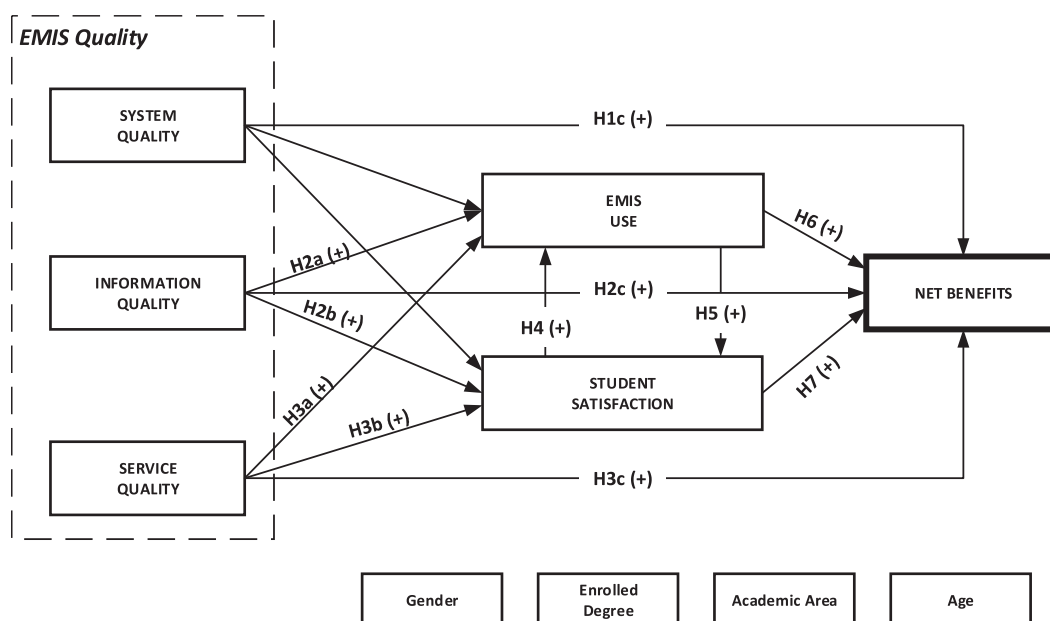 EMIS Quality
SYSTEM
QUALITY
H1c (+)
EMIS
USE
H6 (+)
H2a (+)
INFORMATION
QUALITY
H2c (+)
NET BENEFITS
H2b (+)
H4 (+)
H5 (+)
STUDENT
SATISFACTION
H7 (+)
H3a (+)
H3b (+)
SERVICE
QUALITY
H3c (+)
Gender
Enrolled
Degree
Academic Area
Age